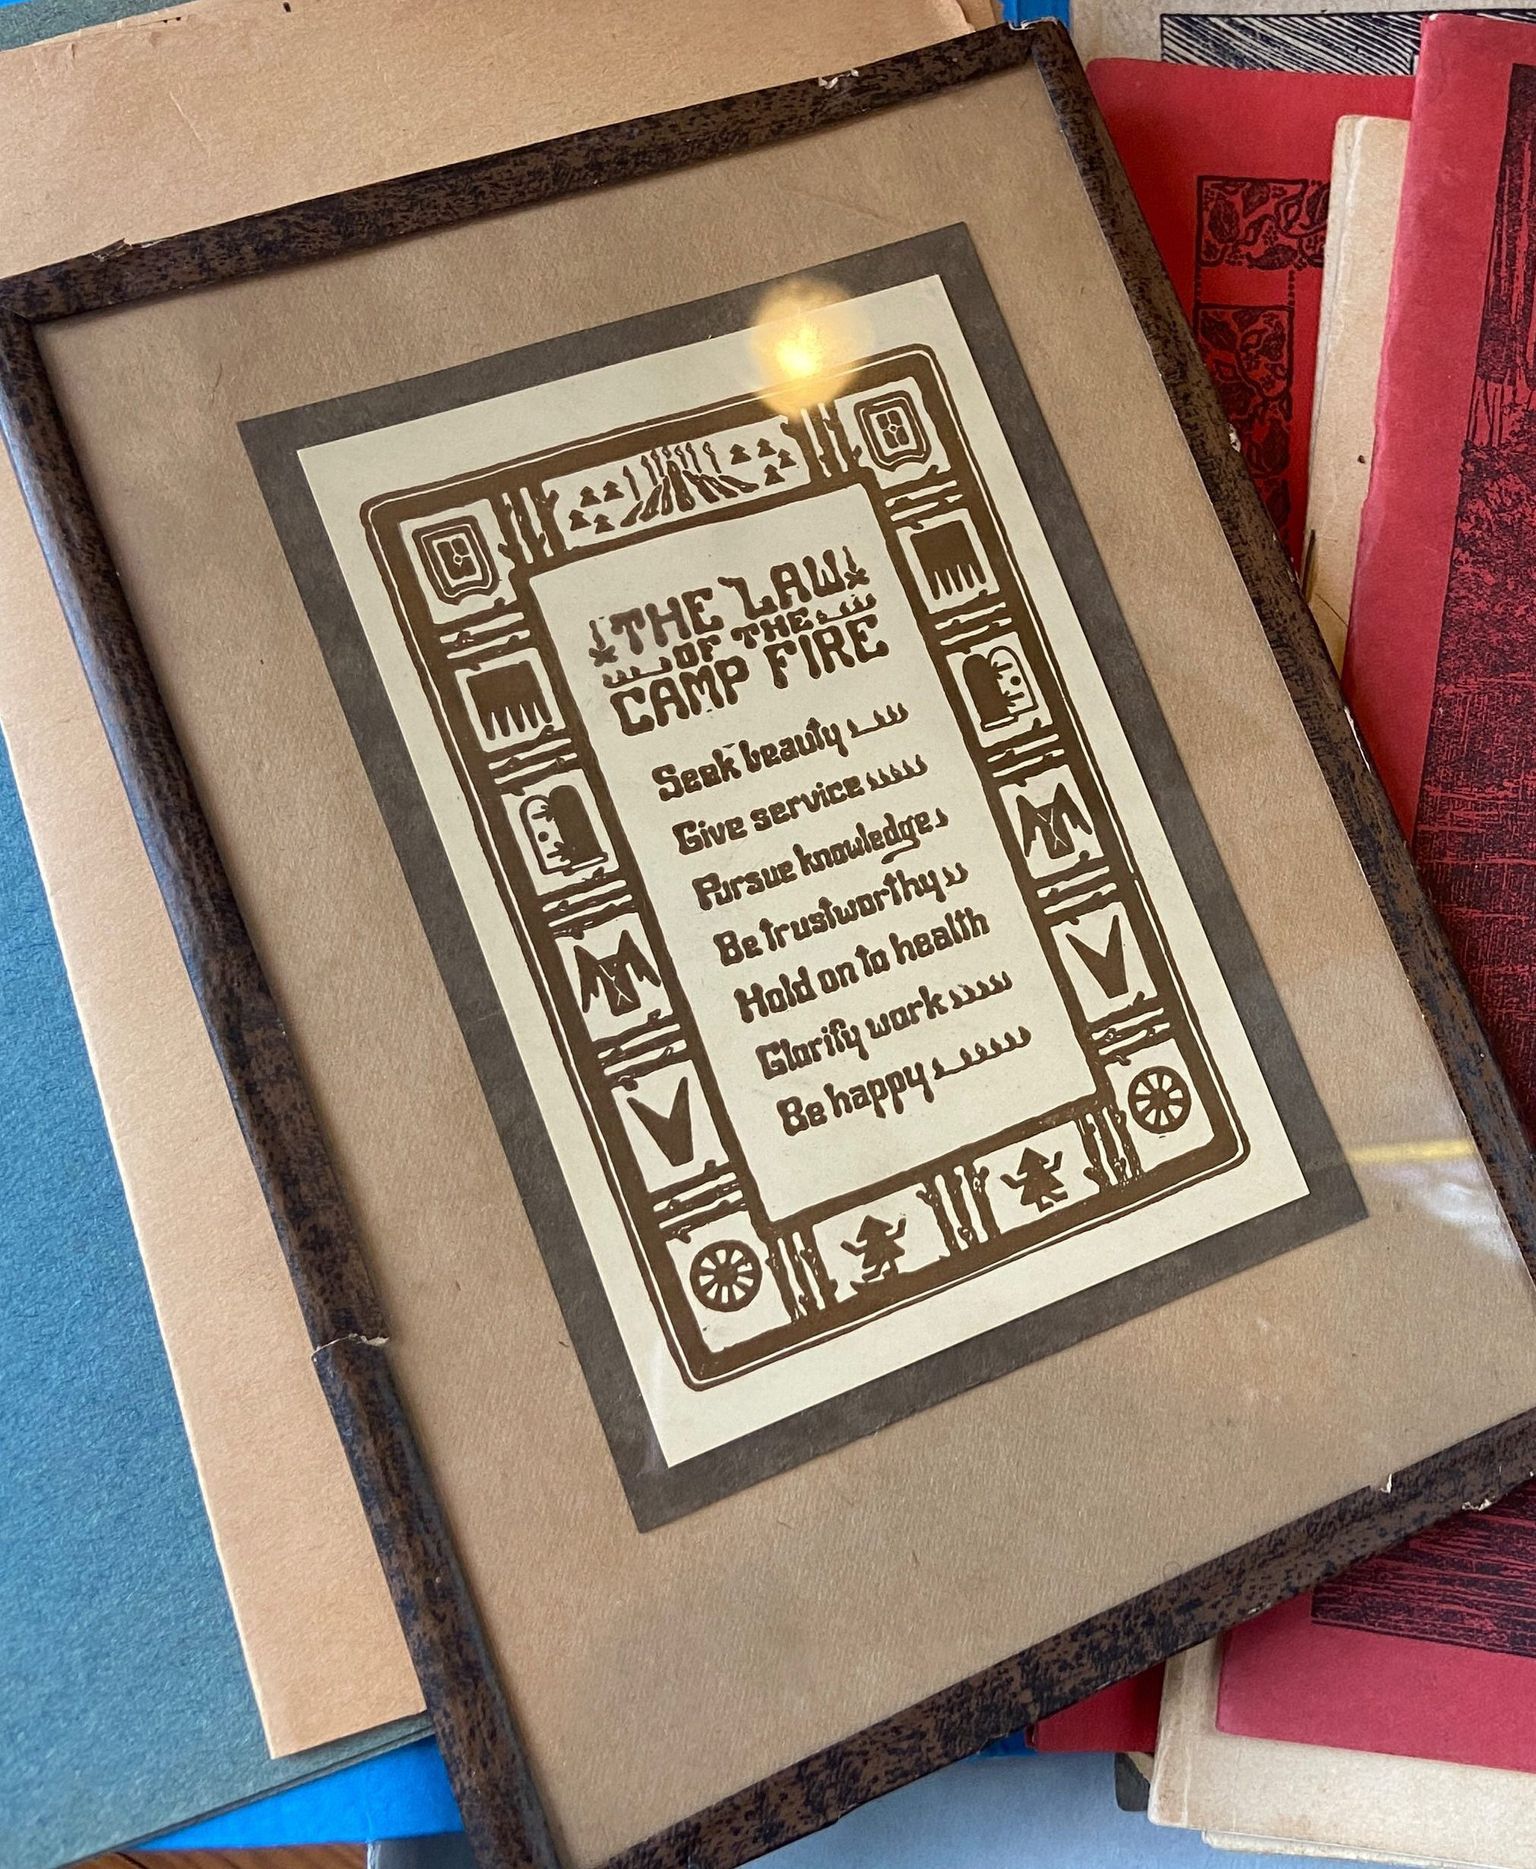 THE LAW
OF THE
CAMP FIRE
Seek beauty
Give service
Pursue knowledge
Be trustworthy
Hold on to health
Glorify work
Be happy